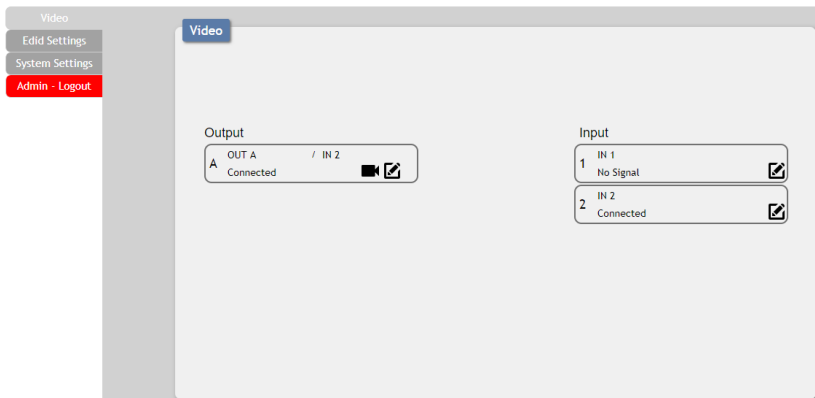 Video
Edid Settings
System Settings
Admin - Logout
Video
Output
A
OUT A / IN 2
Connected
Input
1
IN 1
No Signal
2
IN 2
Connected